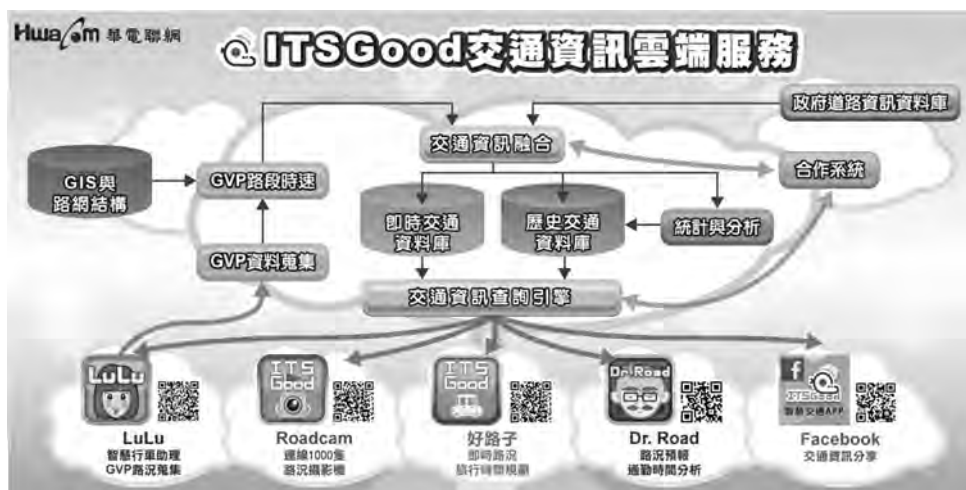 HwaCom 華電聯網
ITSGood交通資訊雲端服務
政府道路資訊資料庫
交通資訊融合
合作系統
GIS與
路網結構
GVP路段時速
即時交通
資料庫
歷史交通
資料庫
統計與分析
GVP資料蒐集
交通資訊查詢引擎
LuLu
LuLu
智慧行車助理
GVP路況蒐集
ITS
Good
Roadcam
連線1000隻
路況攝影機
ITS
Good
好路子
即時路況
旅行時間規劃
Dr.Road
Dr. Road
路況預報
通勤時間分析
f
ITSGood
智慧交通APP
Facebook
交通資訊分享